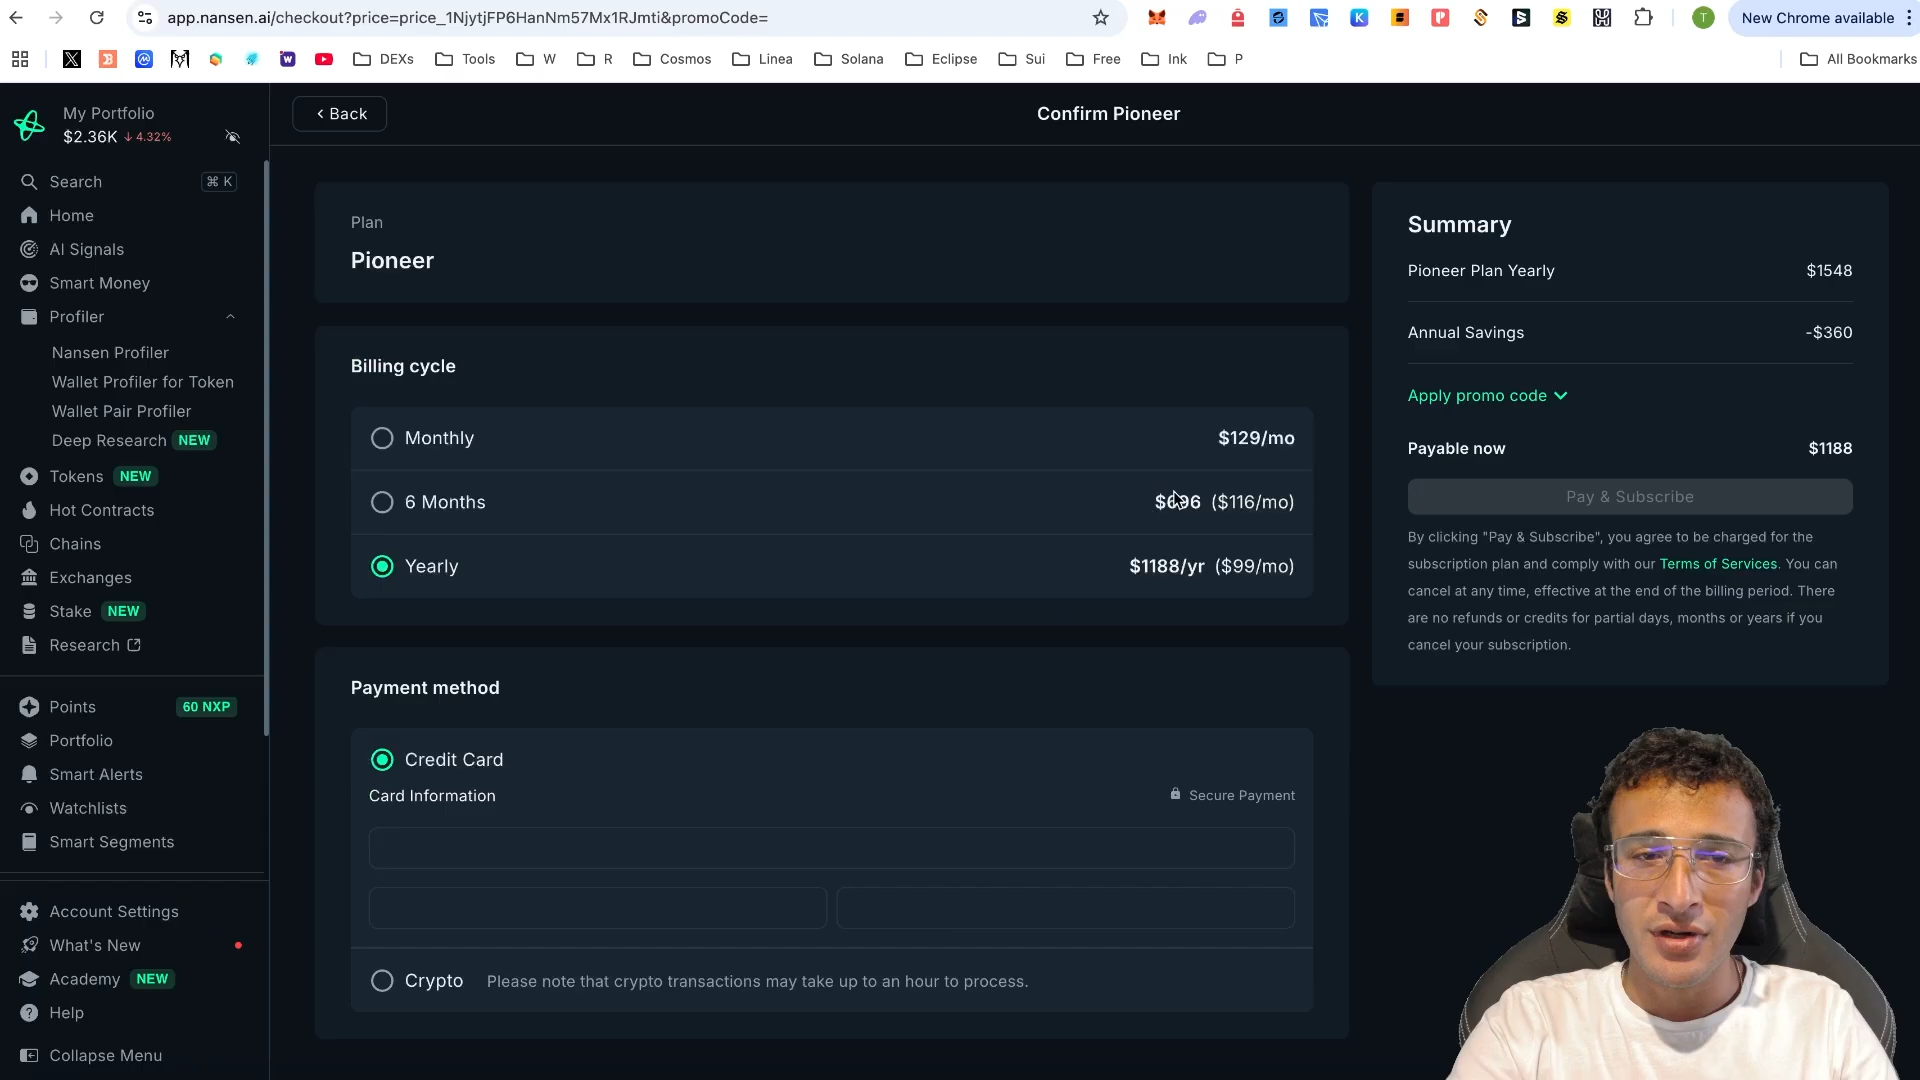 app.nansen.ai/checkout?price=price_1NjytjFP6HanNm57Mx1RJmti&promoCode=
T
New Chrome available
DEXs
Tools
W
R
Cosmos
Linea
Solana
Eclipse
Sui
Free
Ink
P
All Bookmarks
My Portfolio
$2.36K ↓ 4.32%
Search ⌘ K
Home
AI Signals
Smart Money
Profiler
Nansen Profiler
Wallet Profiler for Token
Wallet Pair Profiler
Deep Research NEW
Tokens NEW
Hot Contracts
Chains
Exchanges
Stake NEW
Research
Points 60 NXP
Portfolio
Smart Alerts
Watchlists
Smart Segments
Account Settings
What's New
Academy NEW
Help
Collapse Menu
Back
Confirm Pioneer
Plan
Pioneer
Billing cycle
Monthly $129/mo
6 Months $696 ($116/mo)
Yearly $1188/yr ($99/mo)
Payment method
Credit Card
Card Information Secure Payment
Crypto Please note that crypto transactions may take up to an hour to process.
Summary
Pioneer Plan Yearly $1548
Annual Savings -$360
Apply promo code
Payable now $1188
Pay & Subscribe
By clicking "Pay & Subscribe", you agree to be charged for the
subscription plan and comply with our Terms of Services. You can
cancel at any time, effective at the end of the billing period. There
are no refunds or credits for partial days, months or years if you
cancel your subscription.